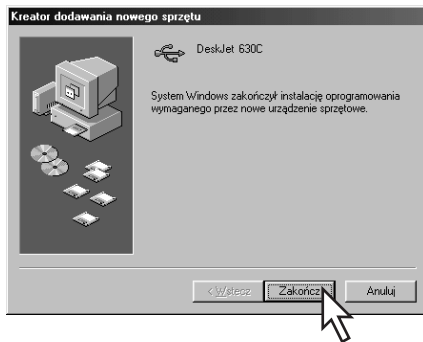 Kreator dodawania nowego sprzętu
DeskJet 630C
System Windows zakończył instalację oprogramowania
wymaganego przez nowe urządzenie sprzętowe.
< Wstecz Zakończ Anuluj